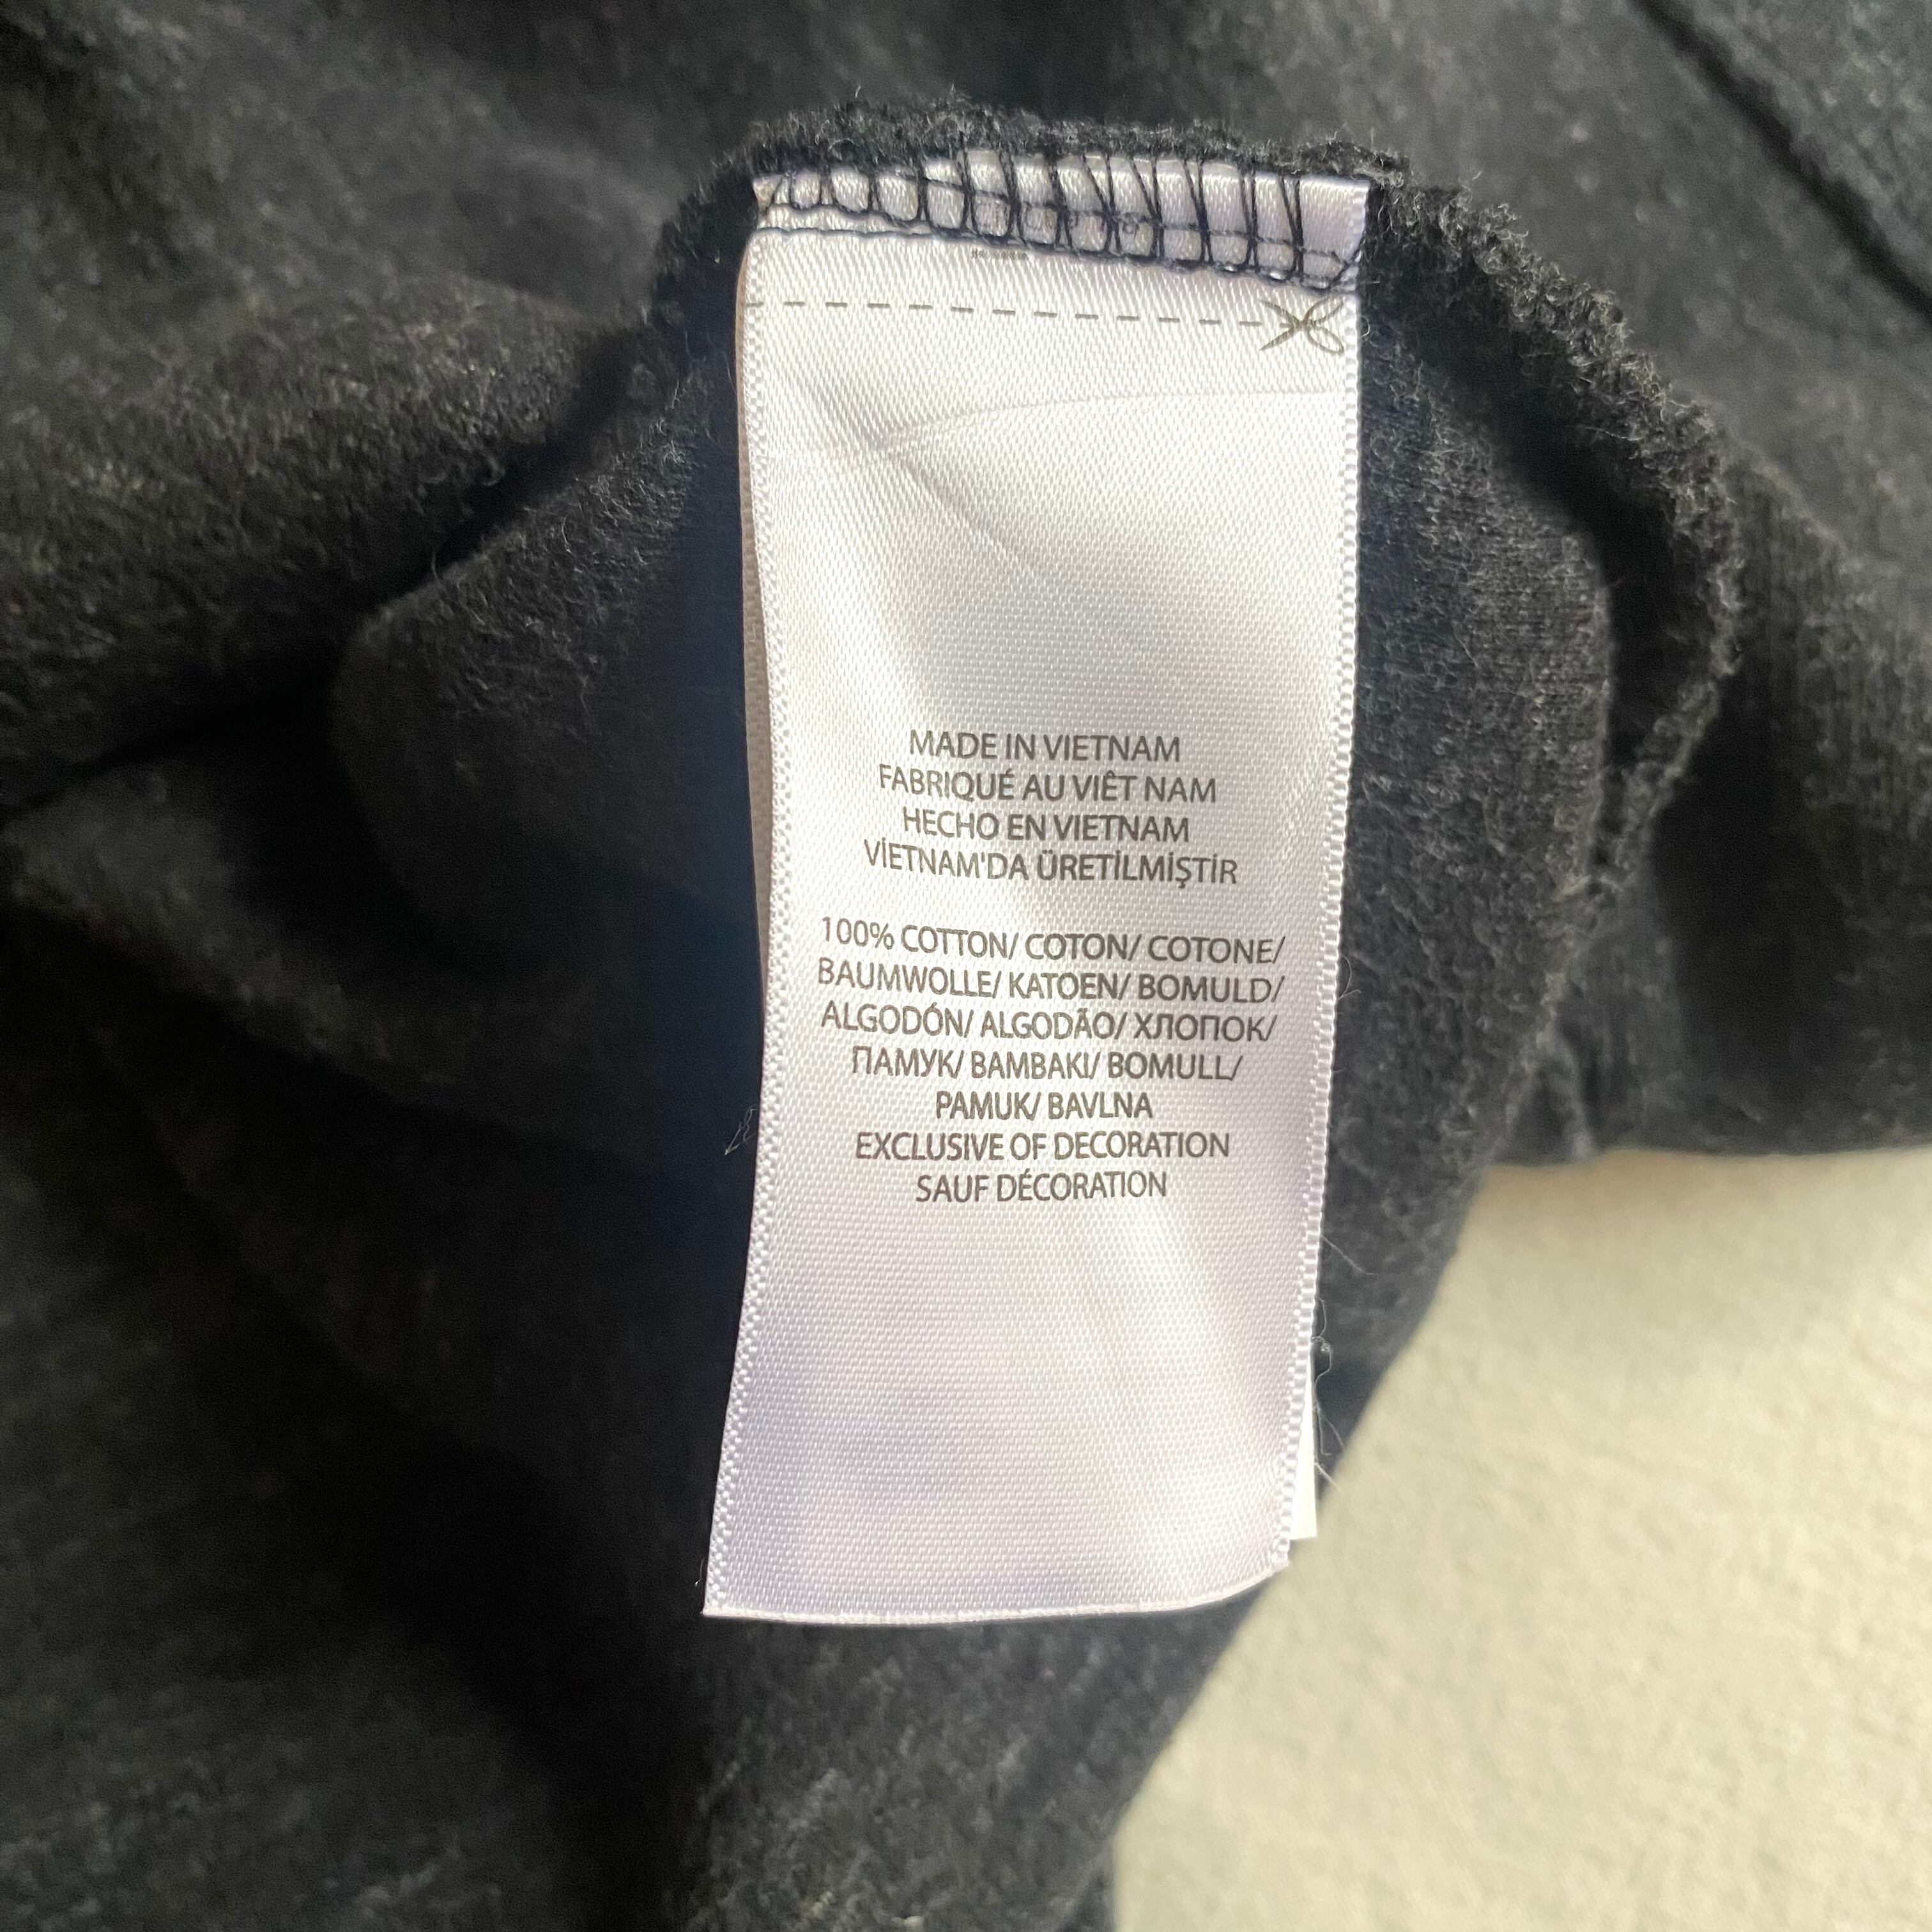 MADE IN VIETNAM
FABRIQUÉ AU VIÊT NAM
HECHO EN VIETNAM
VİETNAM'DA ÜRETİLMİŞTİR
100% COTTON/ COTON/ COTONE/
BAUMWOLLE/ KATOEN/ BOMULD/
ALGODÓN/ ALGODÃO/ ХЛОПОК/
ПАМУК/ BAMBAKI/ BOMULL/
PAMUK/ BAVLNA
EXCLUSIVE OF DECORATION
SAUF DÉCORATION